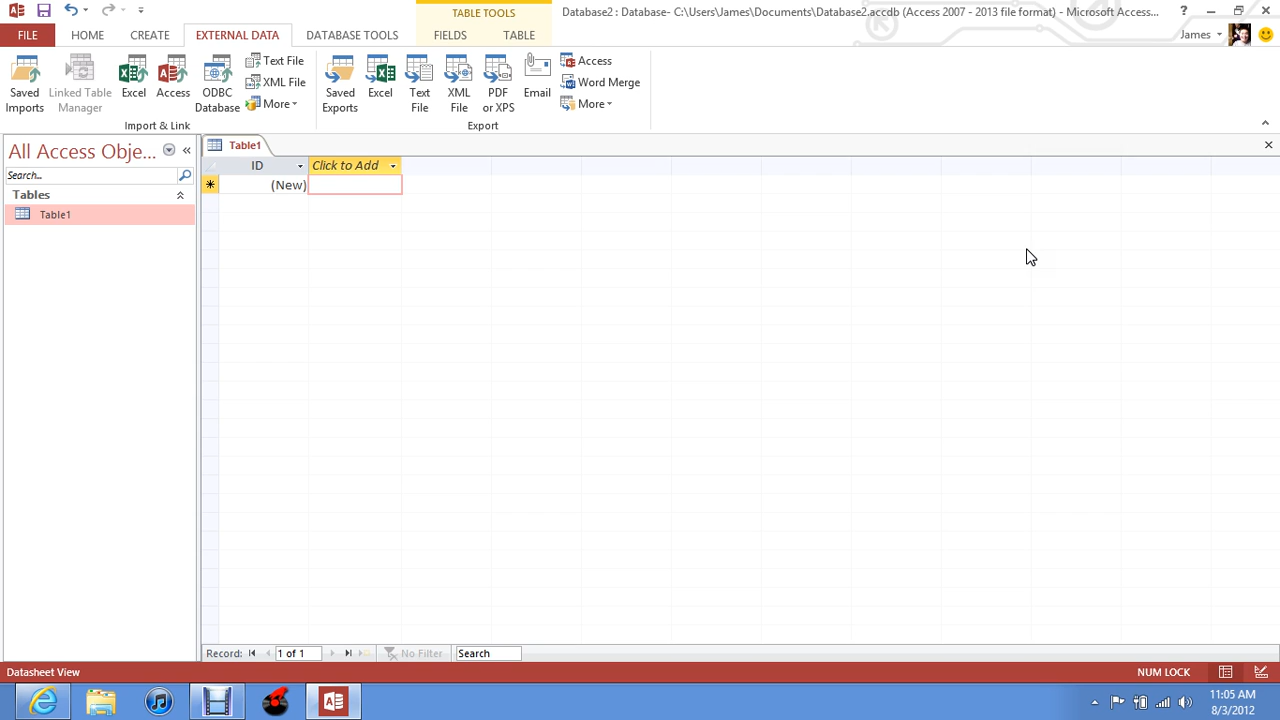 TABLE TOOLS
Database2 : Database- C:\Users\James\Documents\Database2.accdb (Access 2007 - 2013 file format) - Microsoft Access...
FILE HOME CREATE EXTERNAL DATA DATABASE TOOLS FIELDS TABLE James
Saved Imports
Linked Table Manager
Excel
Access
ODBC Database
Text File
XML File
More
Import & Link
Saved Exports
Excel
Text File
XML File
PDF or XPS
Email
Access
Word Merge
More
Export
All Access Obje...
Search...
Tables
Table1
Table1
ID Click to Add
(New)
Record: 1 of 1 No Filter Search
Datasheet View NUM LOCK
11:05 AM
8/3/2012